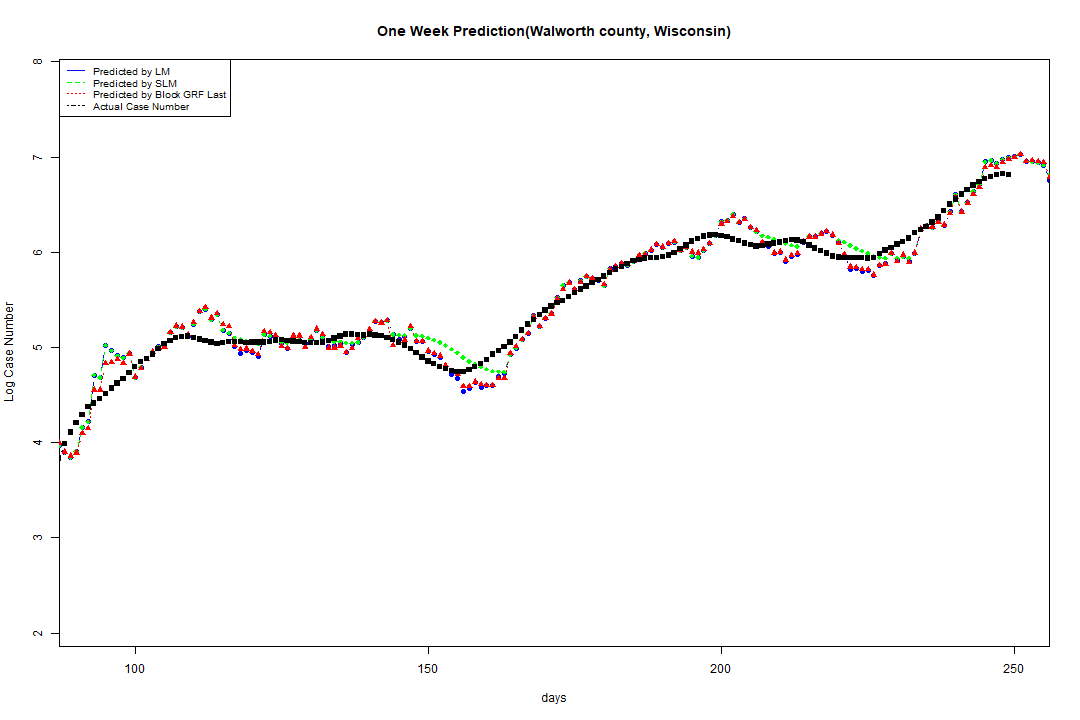 One Week Prediction(Walworth county, Wisconsin)
Predicted by LM
Predicted by SLM
Predicted by Block GRF Last
Actual Case Number
8
7
6
5
4
3
2
Log Case Number
100 150 200 250
days